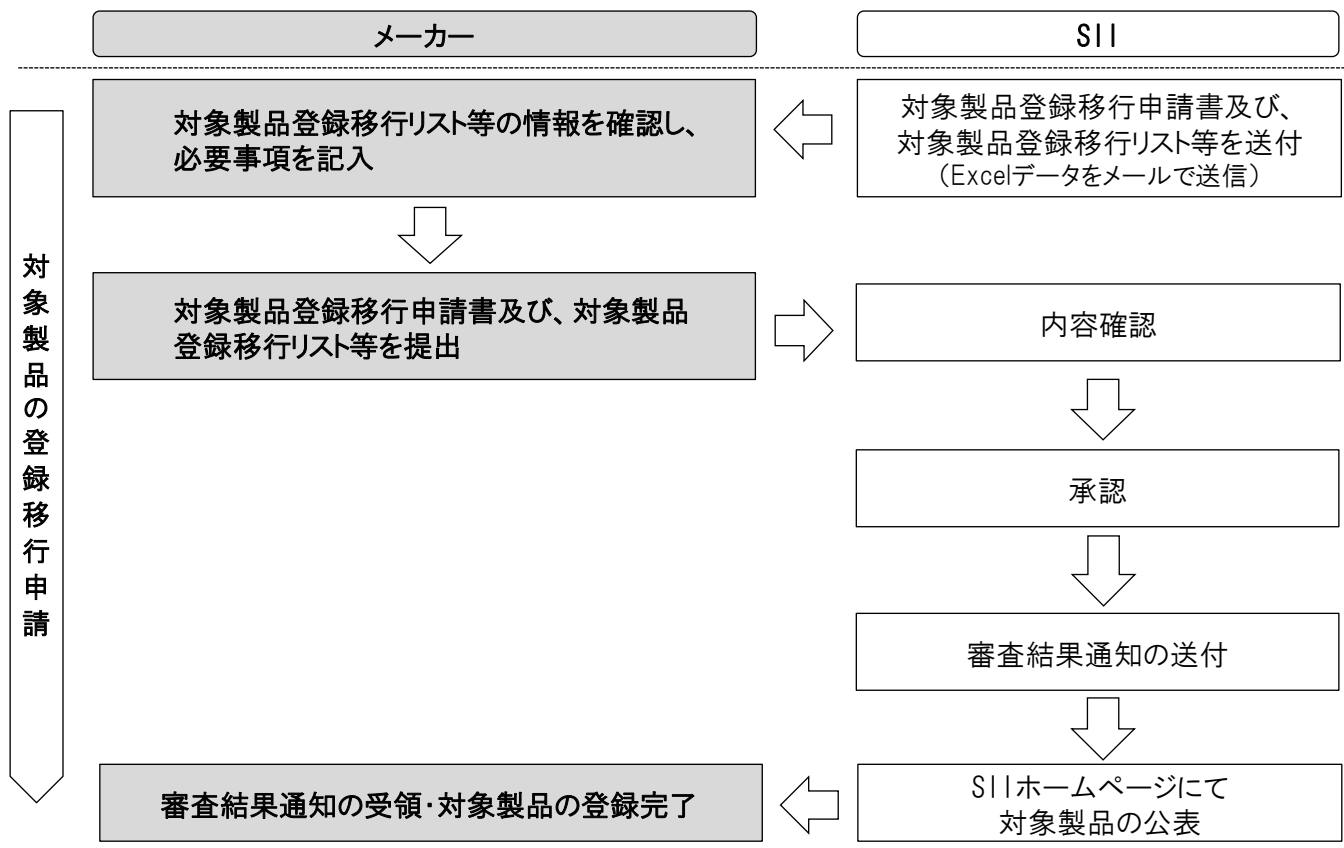 メーカー
SII
対象製品の登録移行申請
対象製品登録移行リスト等の情報を確認し、
必要事項を記入
対象製品登録移行申請書及び、
対象製品登録移行リスト等を送付
（Excelデータをメールで送信）
対象製品登録移行申請書及び、対象製品
登録移行リスト等を提出
内容確認
承認
審査結果通知の送付
審査結果通知の受領・対象製品の登録完了
SIIホームページにて
対象製品の公表